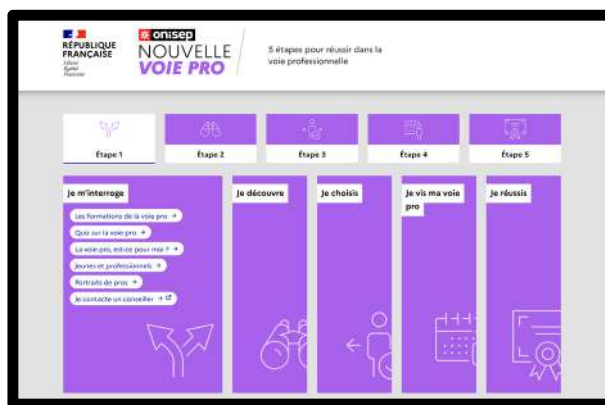 RÉPUBLIQUE
FRANÇAISE
Liberté
Égalité
Fraternité
onisep
NOUVELLE
VOIE PRO
5 étapes pour réussir dans la
voie professionnelle
Étape 1
Étape 2
Étape 3
Étape 4
Étape 5
Je m'interroge
Les formations de la voie pro →
Quiz sur la voie pro →
La voie pro, est-ce pour moi ? →
Jeunes et professionnels →
Portraits de pros →
Je contacte un conseiller →
Je découvre
Je choisis
Je vis ma voie
pro
Je réussis